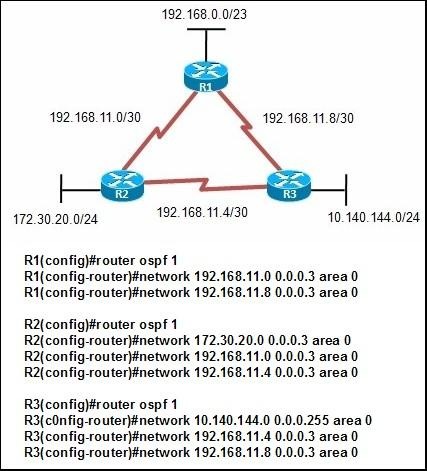 192.168.0.0/23
R1
192.168.11.0/30
192.168.11.8/30
R2
R3
172.30.20.0/24
192.168.11.4/30
10.140.144.0/24
R1(config)#router ospf 1
R1(config-router)#network 192.168.11.0 0.0.0.3 area 0
R1(config-router)#network 192.168.11.8 0.0.0.3 area 0
R2(config)#router ospf 1
R2(config-router)#network 172.30.20.0 0.0.0.3 area 0
R2(config-router)#network 192.168.11.0 0.0.0.3 area 0
R2(config-router)#network 192.168.11.4 0.0.0.3 area 0
R3(config)#router ospf 1
R3(c0nfig-router)#network 10.140.144.0 0.0.0.255 area 0
R3(config-router)#network 192.168.11.4 0.0.0.3 area 0
R3(config-router)#network 192.168.11.8 0.0.0.3 area 0